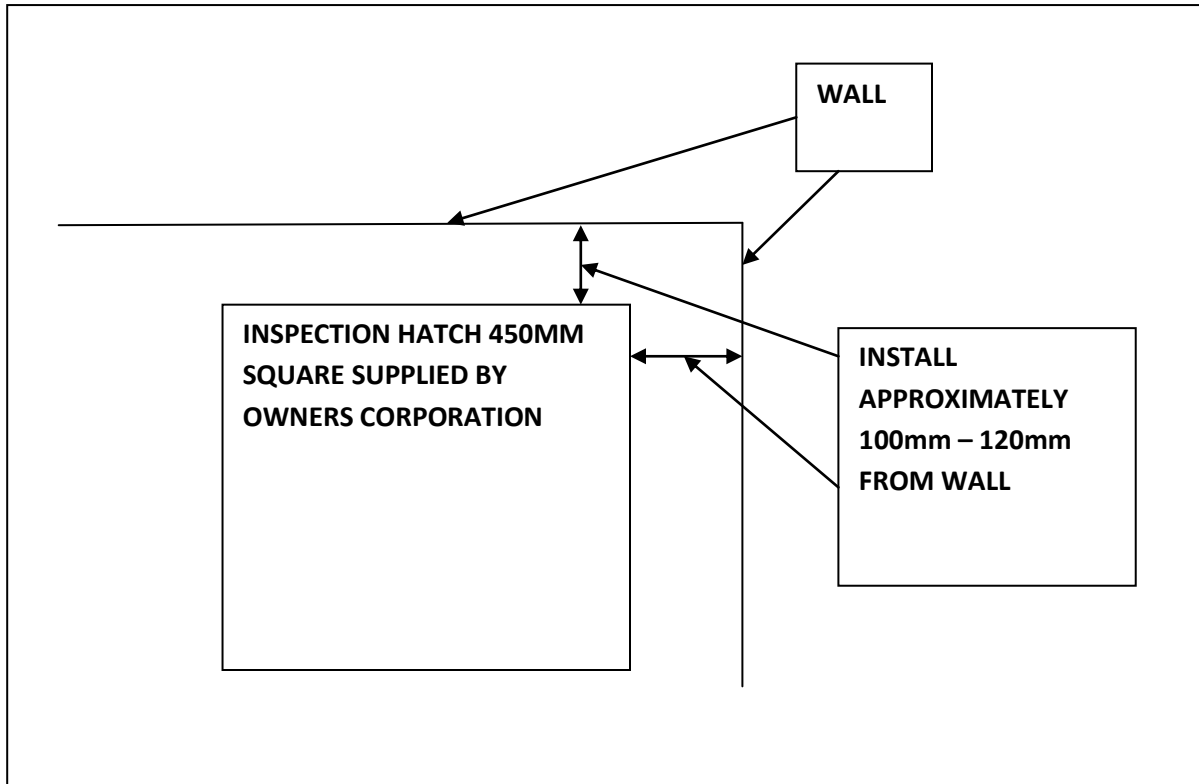 WALL
INSPECTION HATCH 450MM
SQUARE SUPPLIED BY
OWNERS CORPORATION
INSTALL
APPROXIMATELY
100mm – 120mm
FROM WALL